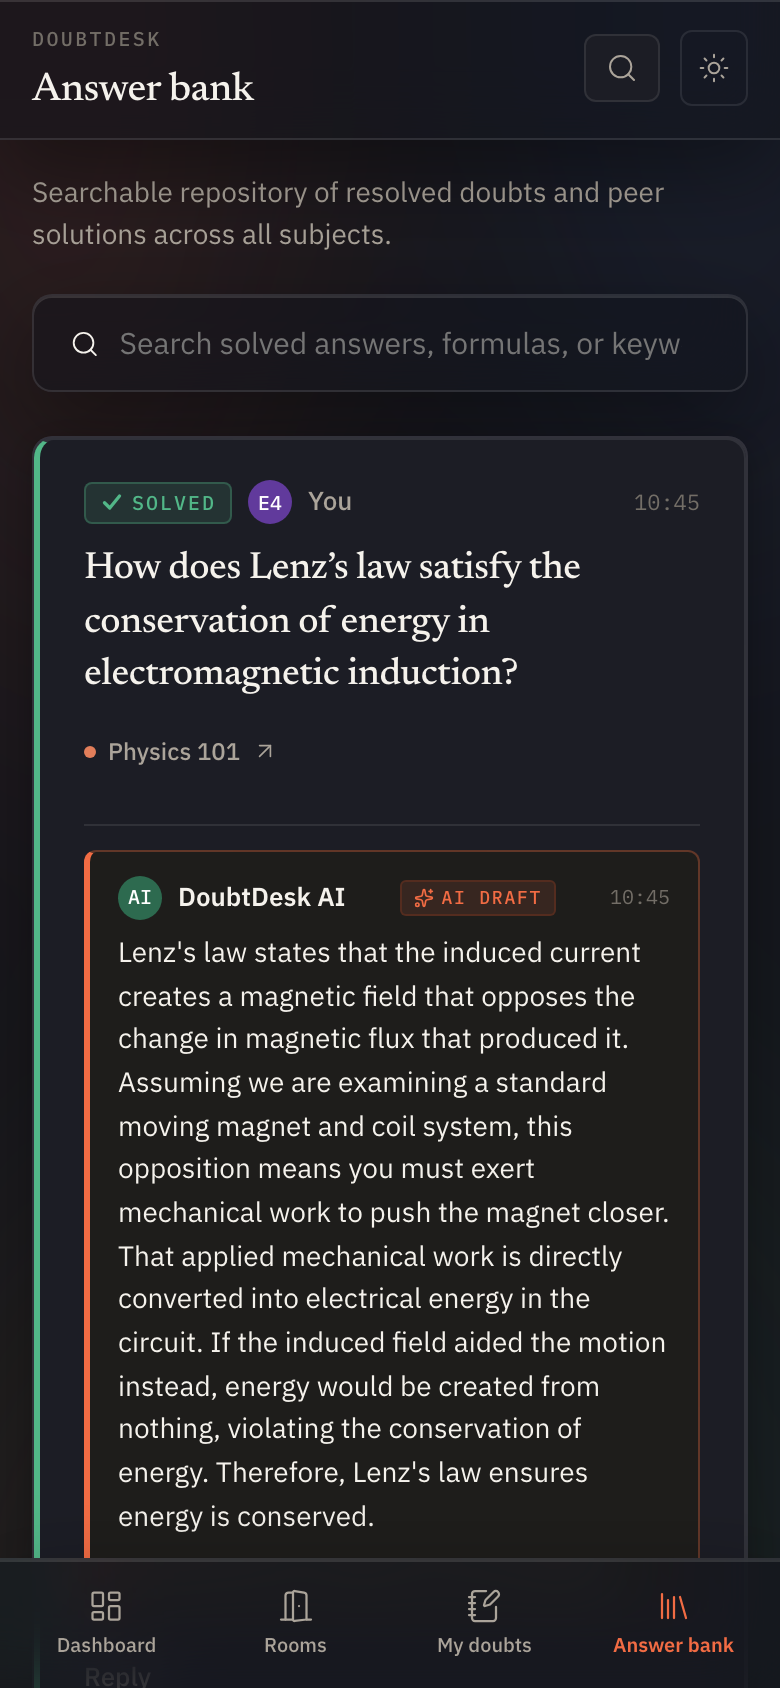 DOUBTDESK
Answer bank
Searchable repository of resolved doubts and peer
solutions across all subjects.
Search solved answers, formulas, or keyw
SOLVED E4 You 10:45
How does Lenz’s law satisfy the
conservation of energy in
electromagnetic induction?
Physics 101
AI DoubtDesk AI AI DRAFT 10:45
Lenz's law states that the induced current
creates a magnetic field that opposes the
change in magnetic flux that produced it.
Assuming we are examining a standard
moving magnet and coil system, this
opposition means you must exert
mechanical work to push the magnet closer.
That applied mechanical work is directly
converted into electrical energy in the
circuit. If the induced field aided the motion
instead, energy would be created from
nothing, violating the conservation of
energy. Therefore, Lenz's law ensures
energy is conserved.
Dashboard Rooms My doubts Answer bank
Reply